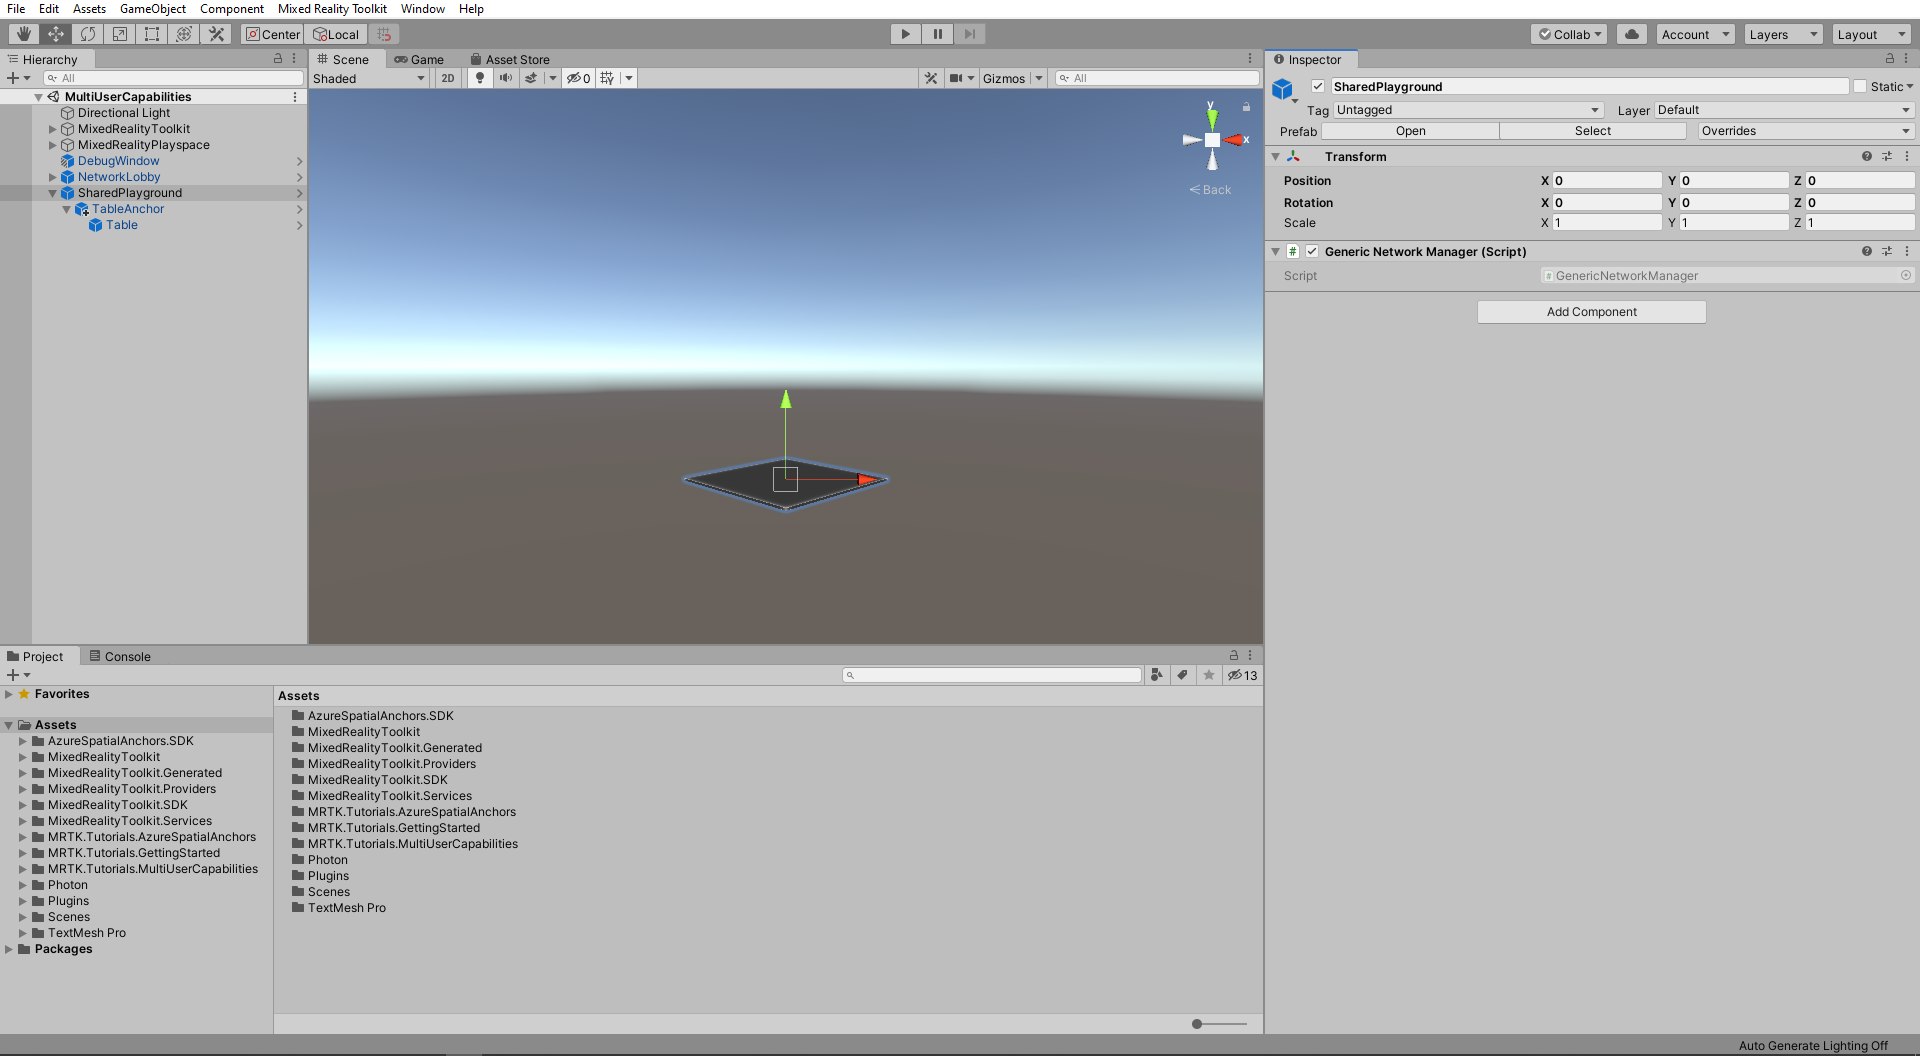 File Edit Assets GameObject Component Mixed Reality Toolkit Window Help
Center Local Collab Account Layers Layout
Hierarchy
All
MultiUserCapabilities
Directional Light
MixedRealityToolkit
MixedRealityPlayspace
DebugWindow
NetworkLobby
SharedPlayground
TableAnchor
Table
Scene Game Asset Store
Shaded 2D 0 Gizmos All
y
x
Back
Inspector
SharedPlayground Static
Tag Untagged Layer Default
Prefab Open Select Overrides
Transform
Position X 0 Y 0 Z 0
Rotation X 0 Y 0 Z 0
Scale X 1 Y 1 Z 1
# Generic Network Manager (Script)
Script # GenericNetworkManager
Add Component
Project Console
13
Favorites
Assets
AzureSpatialAnchors.SDK
MixedRealityToolkit
MixedRealityToolkit.Generated
MixedRealityToolkit.Providers
MixedRealityToolkit.SDK
MixedRealityToolkit.Services
MRTK.Tutorials.AzureSpatialAnchors
MRTK.Tutorials.GettingStarted
MRTK.Tutorials.MultiUserCapabilities
Photon
Plugins
Scenes
TextMesh Pro
Packages
Assets
AzureSpatialAnchors.SDK
MixedRealityToolkit
MixedRealityToolkit.Generated
MixedRealityToolkit.Providers
MixedRealityToolkit.SDK
MixedRealityToolkit.Services
MRTK.Tutorials.AzureSpatialAnchors
MRTK.Tutorials.GettingStarted
MRTK.Tutorials.MultiUserCapabilities
Photon
Plugins
Scenes
TextMesh Pro
Auto Generate Lighting Off